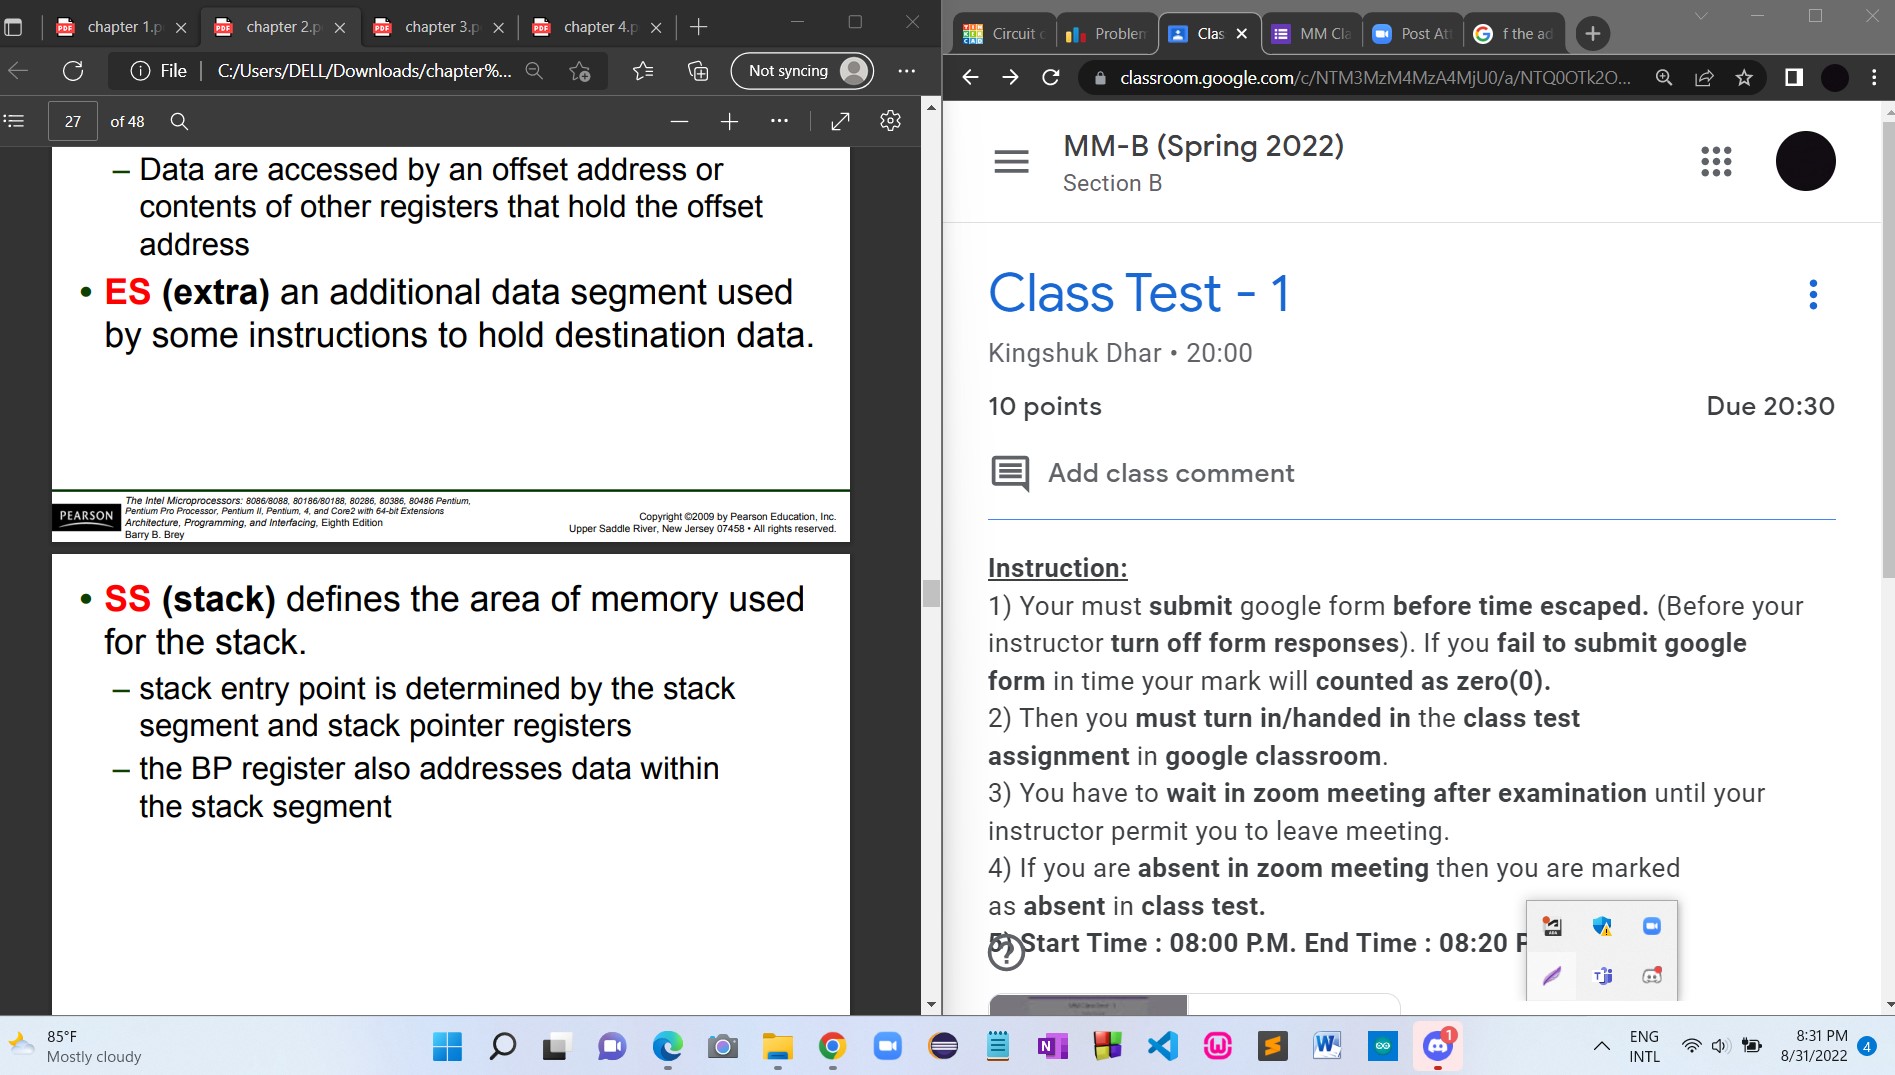 chapter 1.p
chapter 2.p
chapter 3.p
chapter 4.p
File
C:/Users/DELL/Downloads/chapter%...
Not syncing
27
of 48
– Data are accessed by an offset address or
contents of other registers that hold the offset
address
• ES (extra) an additional data segment used
by some instructions to hold destination data.
PEARSON
The Intel Microprocessors: 8086/8088, 80186/80188, 80286, 80386, 80486 Pentium,
Pentium Pro Processor, Pentium II, Pentium, 4, and Core2 with 64-bit Extensions
Architecture, Programming, and Interfacing, Eighth Edition
Barry B. Brey
Copyright ©2009 by Pearson Education, Inc.
Upper Saddle River, New Jersey 07458 • All rights reserved.
• SS (stack) defines the area of memory used
for the stack.
– stack entry point is determined by the stack
segment and stack pointer registers
– the BP register also addresses data within
the stack segment
Circuit c
Problem
Clas
MM Cla
Post Att
f the ad
classroom.google.com/c/NTM3MzM4MzA4MjU0/a/NTQ0OTk2O...
MM-B (Spring 2022)
Section B
Class Test - 1
Kingshuk Dhar • 20:00
10 points
Due 20:30
Add class comment
Instruction:
1) Your must submit google form before time escaped. (Before your
instructor turn off form responses). If you fail to submit google
form in time your mark will counted as zero(0).
2) Then you must turn in/handed in the class test
assignment in google classroom.
3) You have to wait in zoom meeting after examination until your
instructor permit you to leave meeting.
4) If you are absent in zoom meeting then you are marked
as absent in class test.
5) Start Time : 08:00 P.M. End Time : 08:20 P
85°F
Mostly cloudy
ENG
INTL
8:31 PM
8/31/2022
4
1